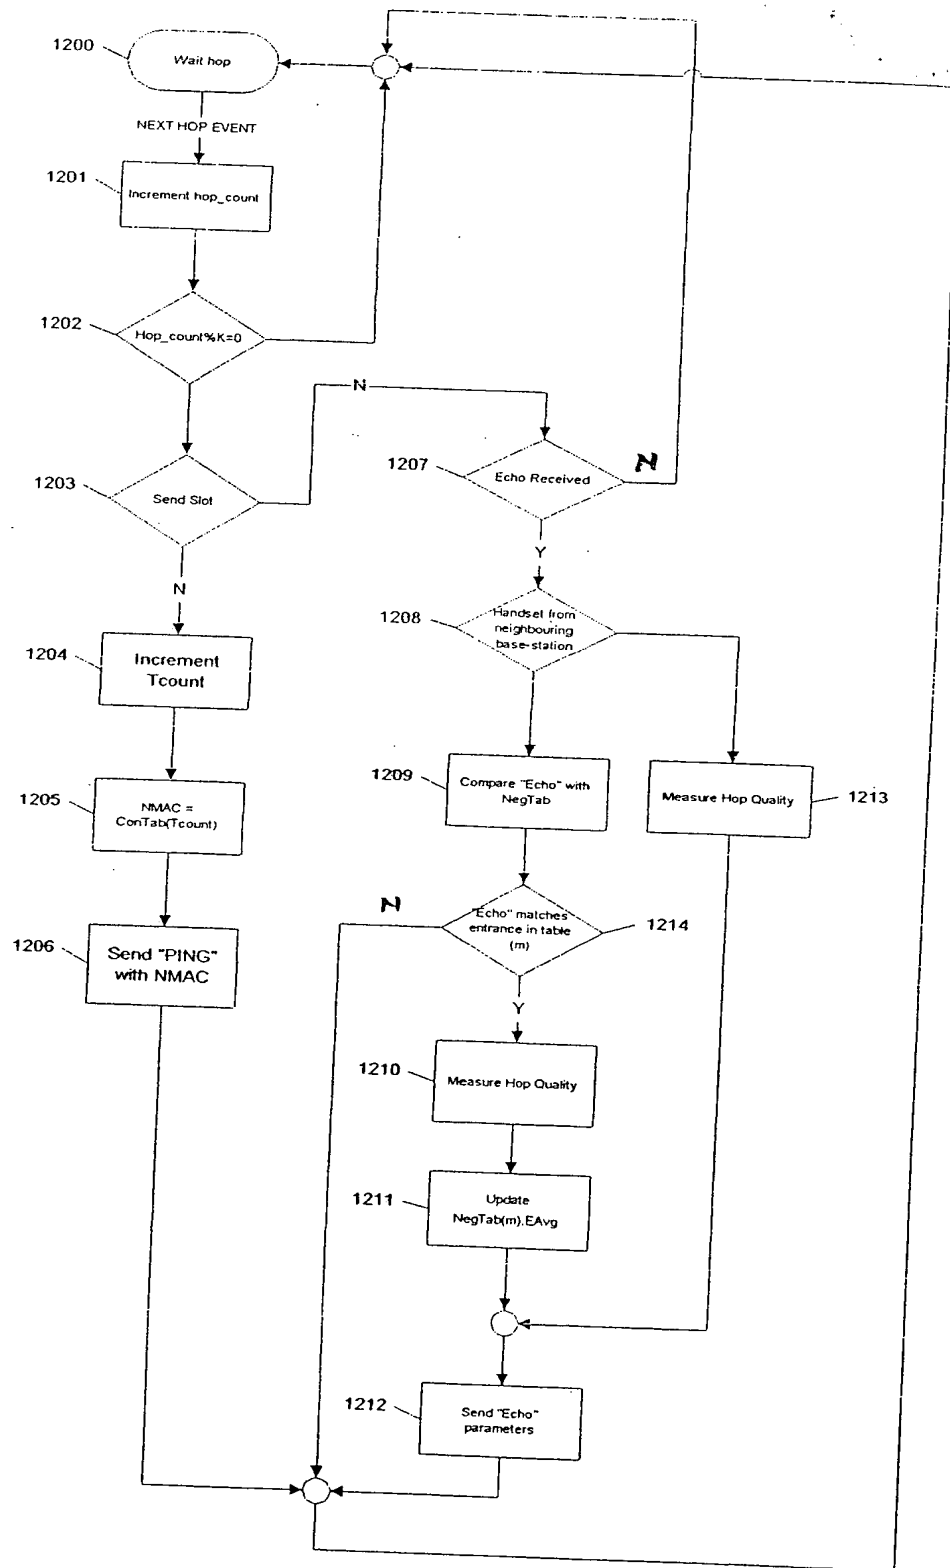 1200
Wait hop
NEXT HOP EVENT
1201
Increment hop_count
1202
Hop_count%K=0
N
1203
Send Slot
1207
Echo Received
N
Y
N
1208
Handset from
neighbouring
base-station
1204
Increment
Tcount
1209
Compare "Echo" with
NegTab
Measure Hop Quality
1213
1205
NMAC =
ConTab(Tcount)
N
"Echo" matches
entrance in table
(m)
1214
1206
Send "PING"
with NMAC
Y
1210
Measure Hop Quality
1211
Update
NegTab(m).EAvg
1212
Send "Echo"
parameters